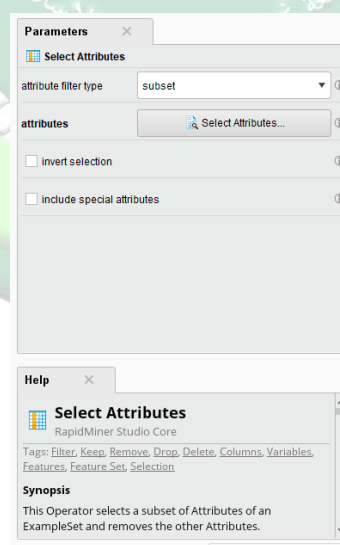 Parameters
Select Attributes
attribute filter type
subset
attributes
Select Attributes...
invert selection
include special attributes
Help
Select Attributes
RapidMiner Studio Core
Tags: Filter, Keep, Remove, Drop, Delete, Columns, Variables,
Features, Feature Set, Selection
Synopsis
This Operator selects a subset of Attributes of an
ExampleSet and removes the other Attributes.